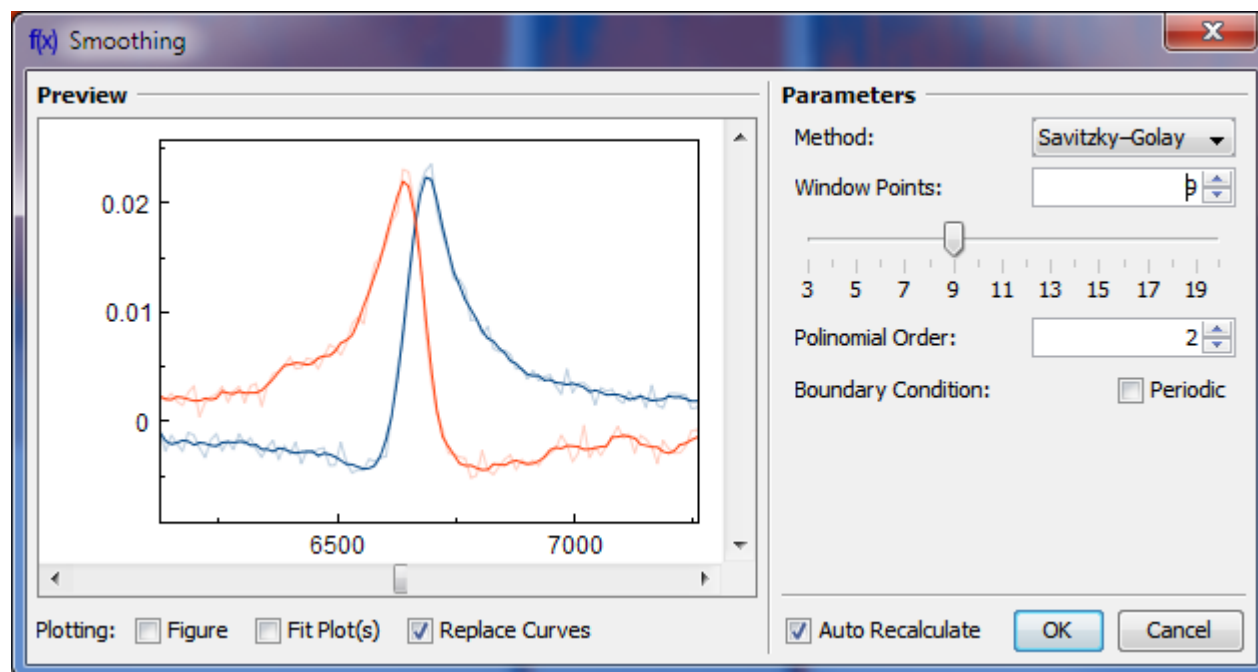 f(x) Smoothing
x
Preview
0.02
0.01
0
6500 7000
Plotting: Figure Fit Plot(s) Replace Curves
Parameters
Method: Savitzky-Golay
Window Points: 9
3 5 7 9 11 13 15 17 19
Polinomial Order: 2
Boundary Condition: Periodic
Auto Recalculate OK Cancel